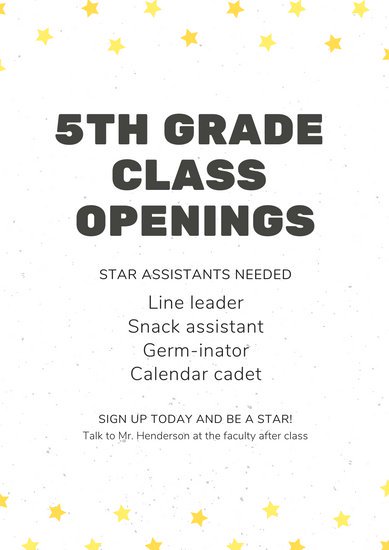 5TH GRADE
CLASS
OPENINGS
STAR ASSISTANTS NEEDED
Line leader
Snack assistant
Germ-inator
Calendar cadet
SIGN UP TODAY AND BE A STAR!
Talk to Mr. Henderson at the faculty after class